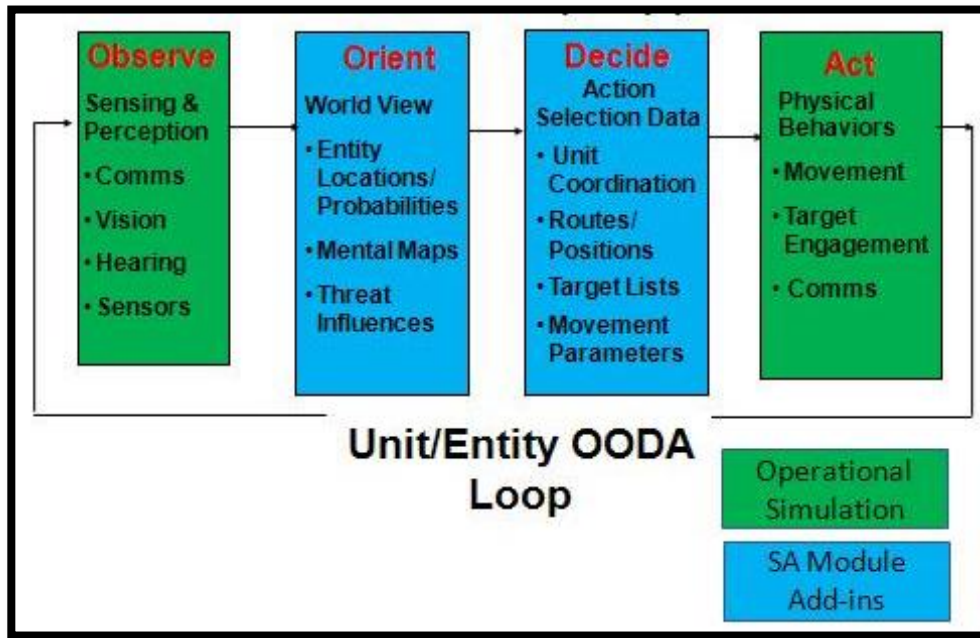 Observe
Sensing &
Perception
• Comms
• Vision
• Hearing
• Sensors
Orient
World View
• Entity
Locations/
Probabilities
• Mental Maps
• Threat
Influences
Decide
Action
Selection Data
• Unit
Coordination
• Routes/
Positions
• Target Lists
• Movement
Parameters
Act
Physical
Behaviors
• Movement
• Target
Engagement
• Comms
Unit/Entity OODA
Loop
Operational
Simulation
SA Module
Add-ins